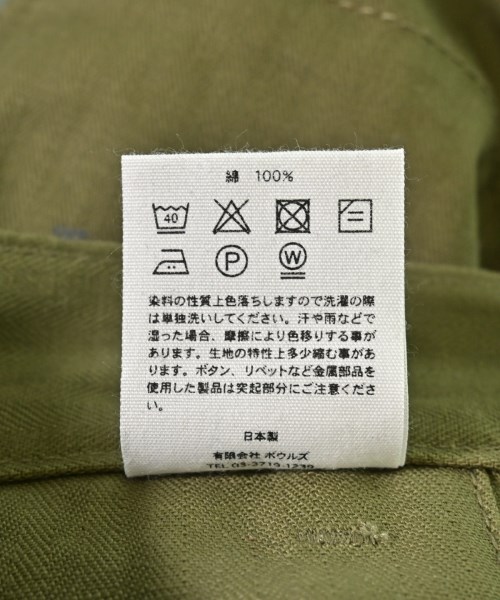 綿 100%
40
P W
染料の性質上色落ちしますので洗濯の際
は単独洗いしてください。汗や雨などで
湿った場合、摩擦により色移りする事が
あります。生地の特性上多少縮む事があ
ります。ボタン、リベットなど金属部品を
使用した製品は突起部分にご注意くださ
い。
日本製
有限会社 ボウルズ
TEL 03-3719-1239